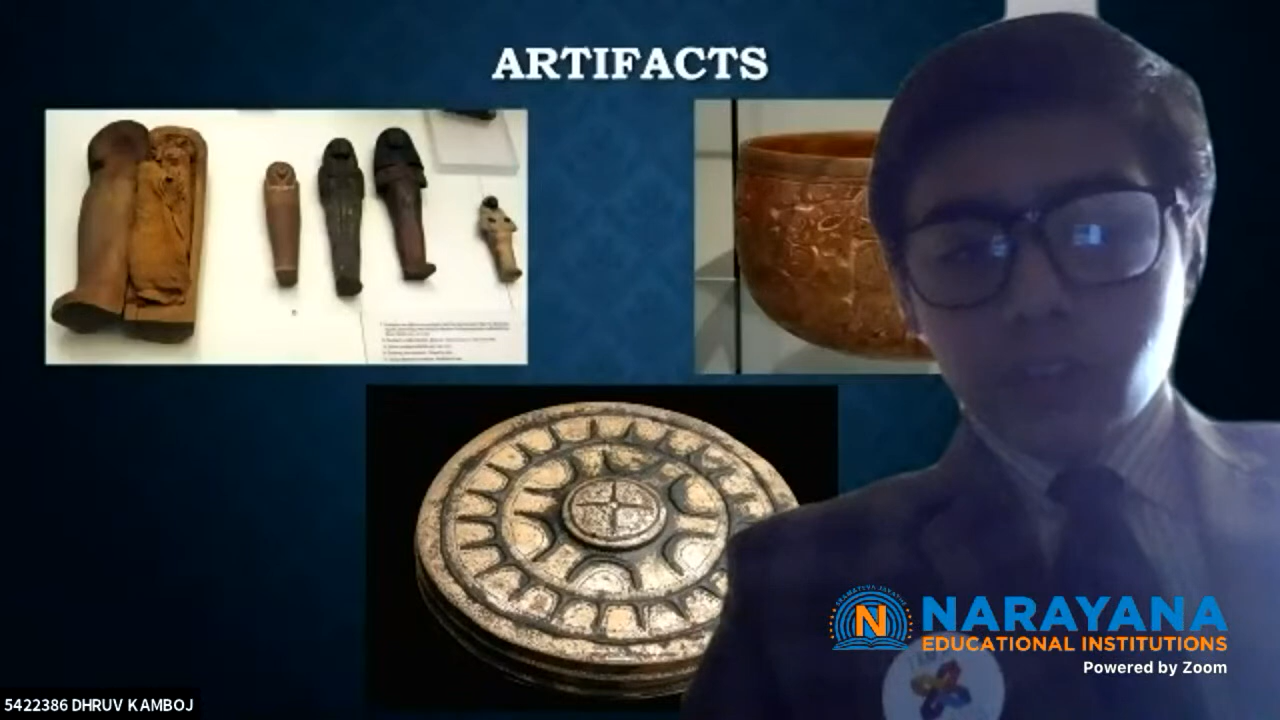 ARTIFACTS
NARAYANA
EDUCATIONAL INSTITUTIONS
Powered by Zoom
5422386 DHRUV KAMBOJ